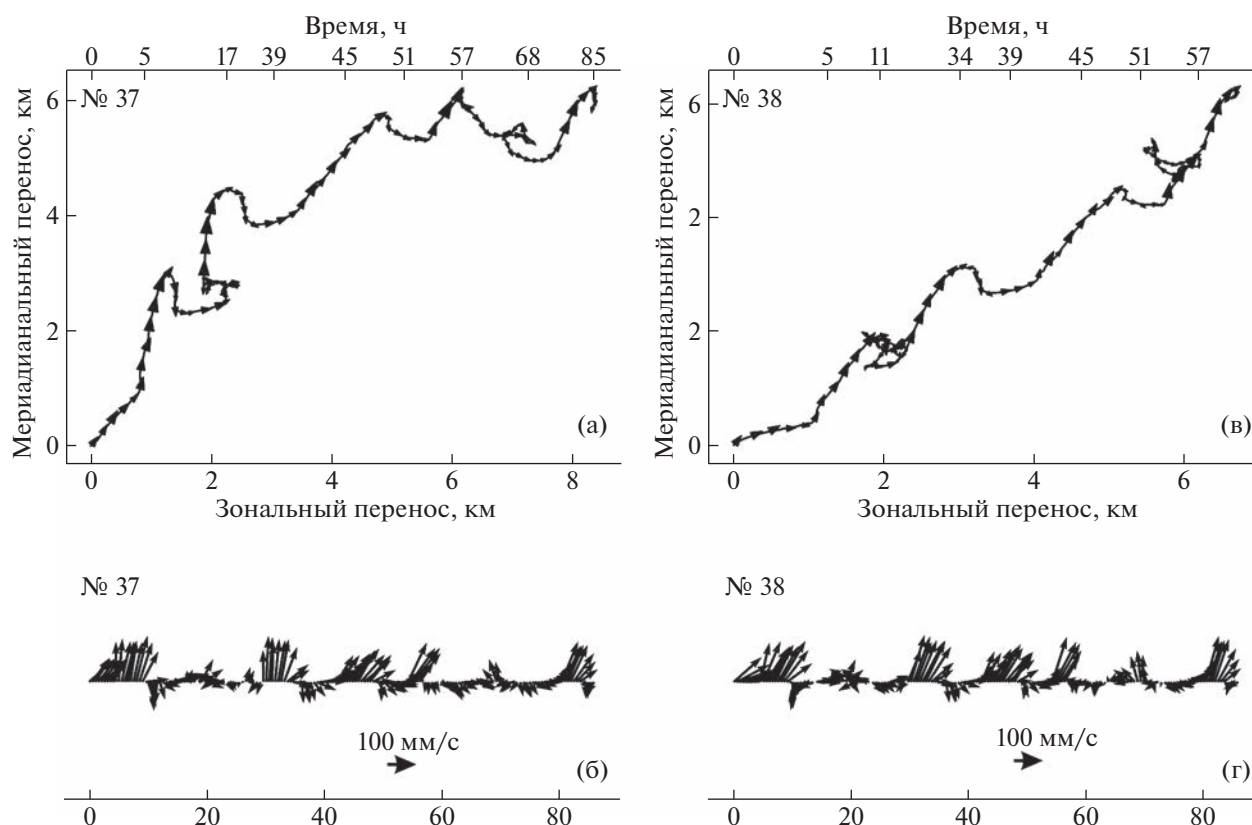 Время, ч
0 5 17 39 45 51 57 68 85
№ 37
Меридианальный перенос, км
6
4
2
0
(а)
0 2 4 6 8
Зональный перенос, км
Время, ч
0 5 11 34 39 45 51 57
№ 38
Мериадианальный перенос, км
6
2
2
0
(в)
0 2 4 6
Зональный перенос, км
№ 37
100 мм/с
(б)
0 20 40 60 80
№ 38
100 мм/с
(г)
0 20 40 60 80